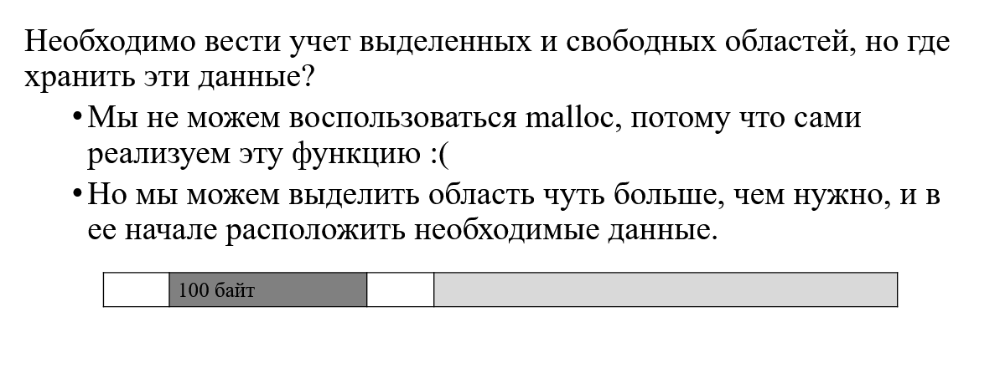 Необходимо вести учет выделенных и свободных областей, но где
хранить эти данные?
•Мы не можем воспользоваться malloc, потому что сами
реализуем эту функцию :(
•Но мы можем выделить область чуть больше, чем нужно, и в
ее начале расположить необходимые данные.
100 байт